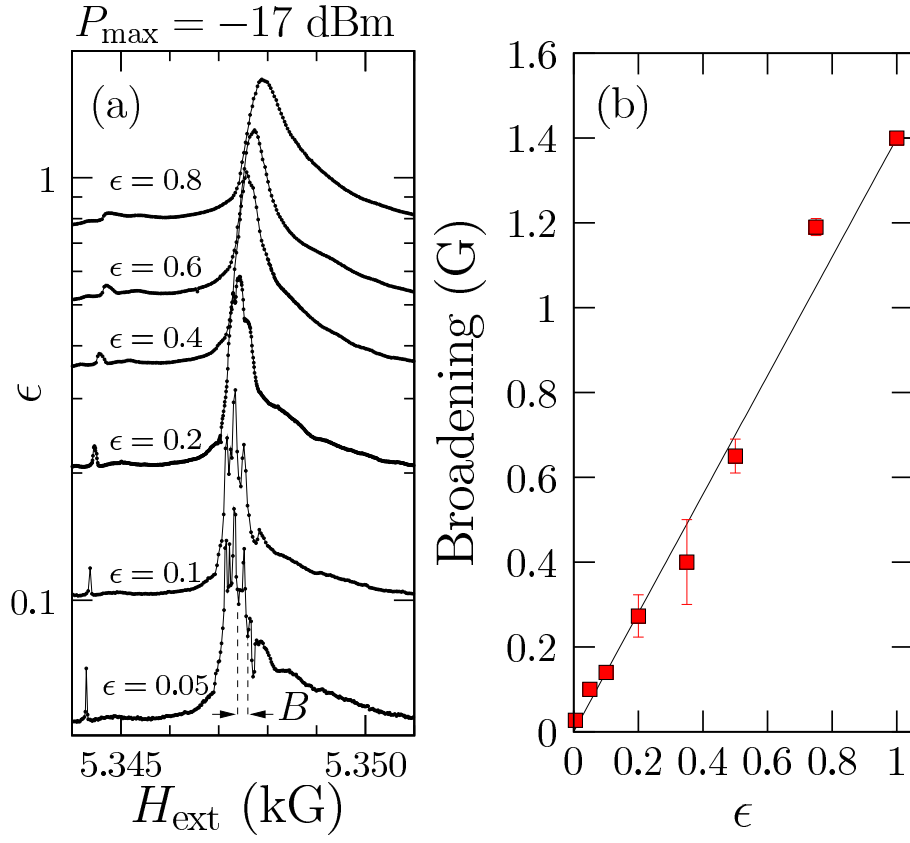 P_max = −17 dBm
(a)
1
0.1
ϵ
ϵ = 0.8
ϵ = 0.6
ϵ = 0.4
ϵ = 0.2
ϵ = 0.1
ϵ = 0.05
B
5.345 5.350
H_ext (kG)
(b)
1.6
1.4
1.2
1
0.8
0.6
0.4
0.2
0
Broadening (G)
0 0.2 0.4 0.6 0.8 1
ϵ